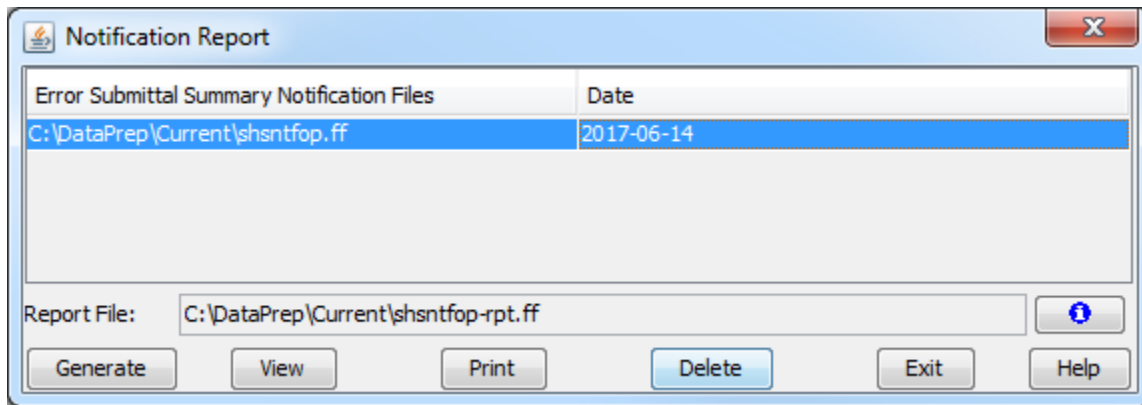 Notification Report
Error Submittal Summary Notification Files Date
C:\DataPrep\Current\shsntfop.ff 2017-06-14
Report File: C:\DataPrep\Current\shsntfop-rpt.ff
Generate View Print Delete Exit Help